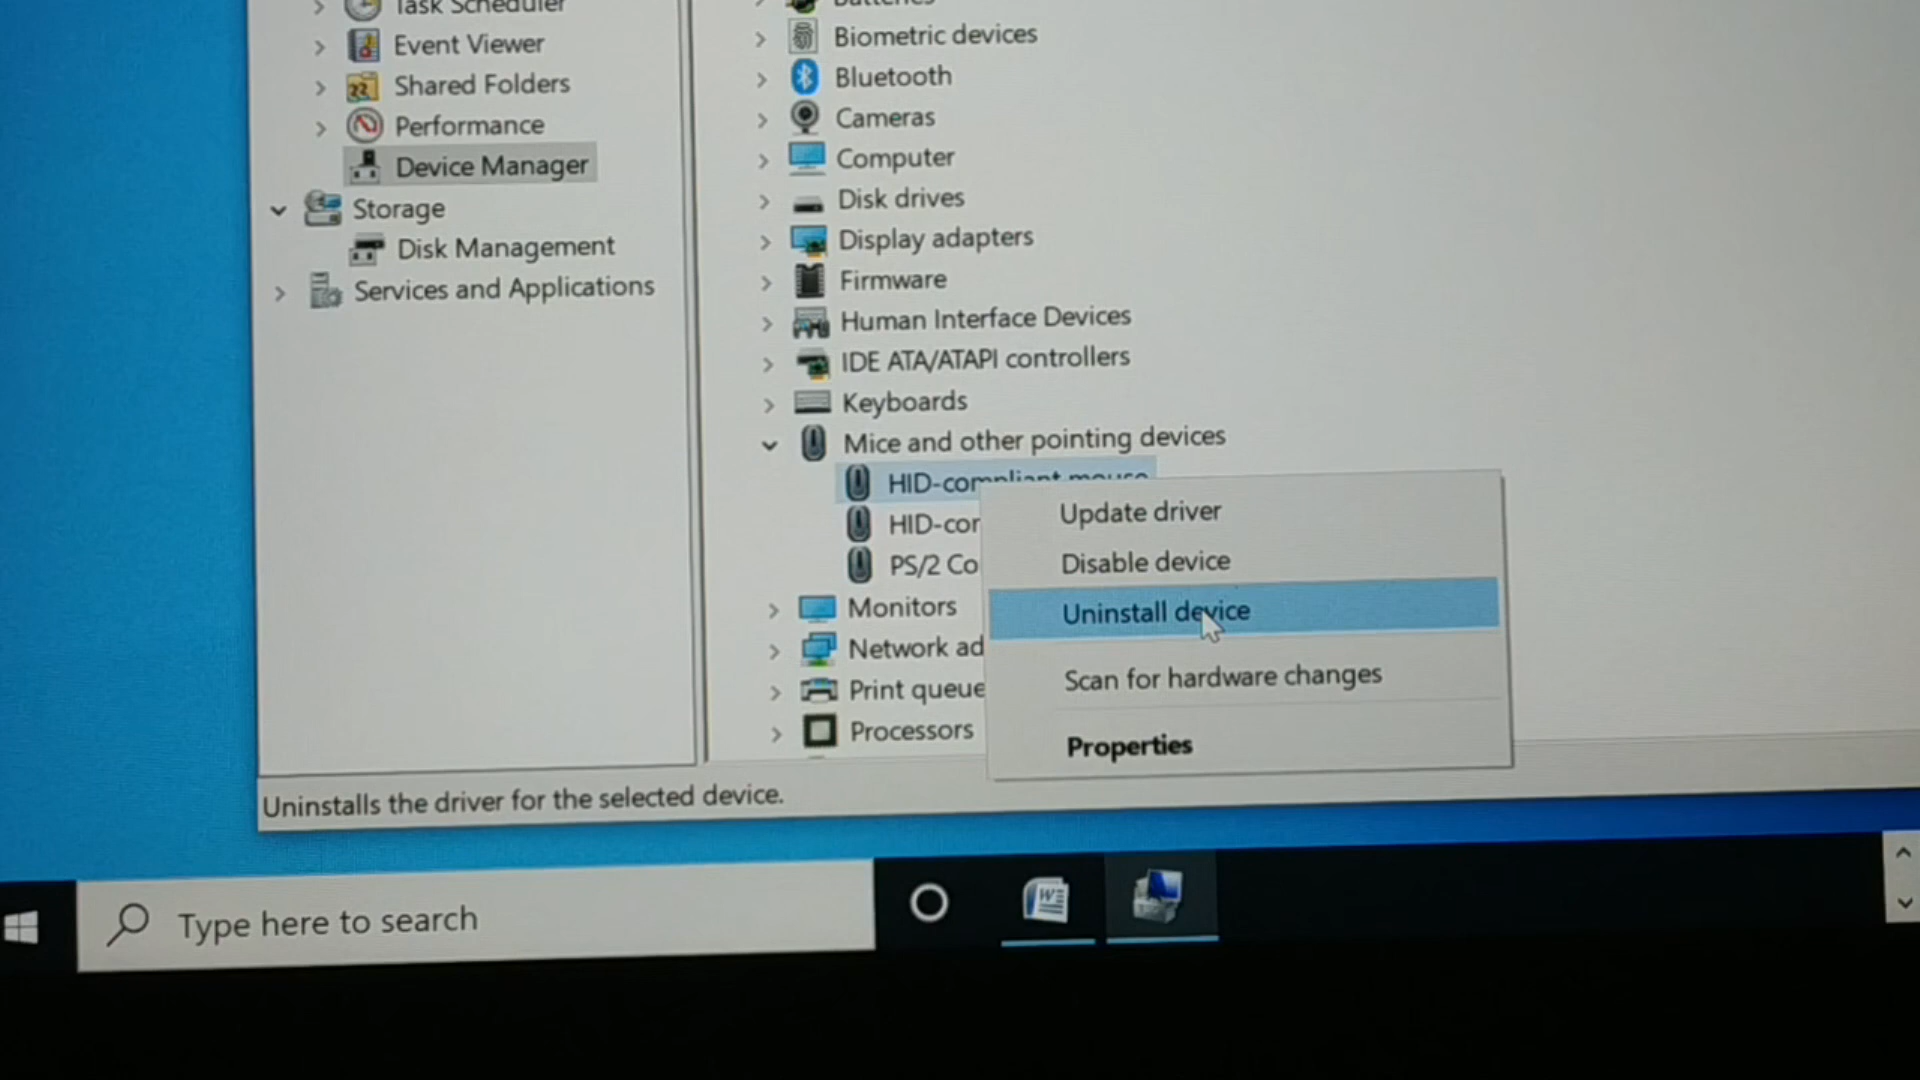 Task Scheduler
Event Viewer
Shared Folders
Performance
Device Manager
Storage
Disk Management
Services and Applications
Batteries
Biometric devices
Bluetooth
Cameras
Computer
Disk drives
Display adapters
Firmware
Human Interface Devices
IDE ATA/ATAPI controllers
Keyboards
Mice and other pointing devices
HID-compliant mouse
HID-con
PS/2 Co
Monitors
Network ad
Print queue
Processors
Update driver
Disable device
Uninstall device
Scan for hardware changes
Properties
Uninstalls the driver for the selected device.
Type here to search
W